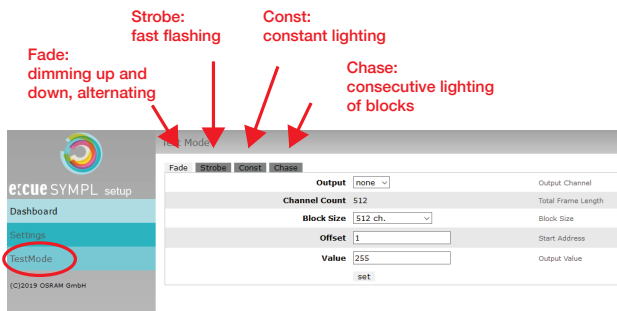 Strobe:
fast flashing
Const:
constant lighting
Fade:
dimming up and
down, alternating
Chase:
consecutive lighting
of blocks
Test Mode
Fade Strobe Const Chase
e:cue SYMPL setup
Dashboard
Settings
TestMode
(C)2019 OSRAM GmbH
Output none Output Channel
Channel Count 512 Total Frame Length
Block Size 512 ch. Block Size
Offset 1 Start Address
Value 255 Output Value
set